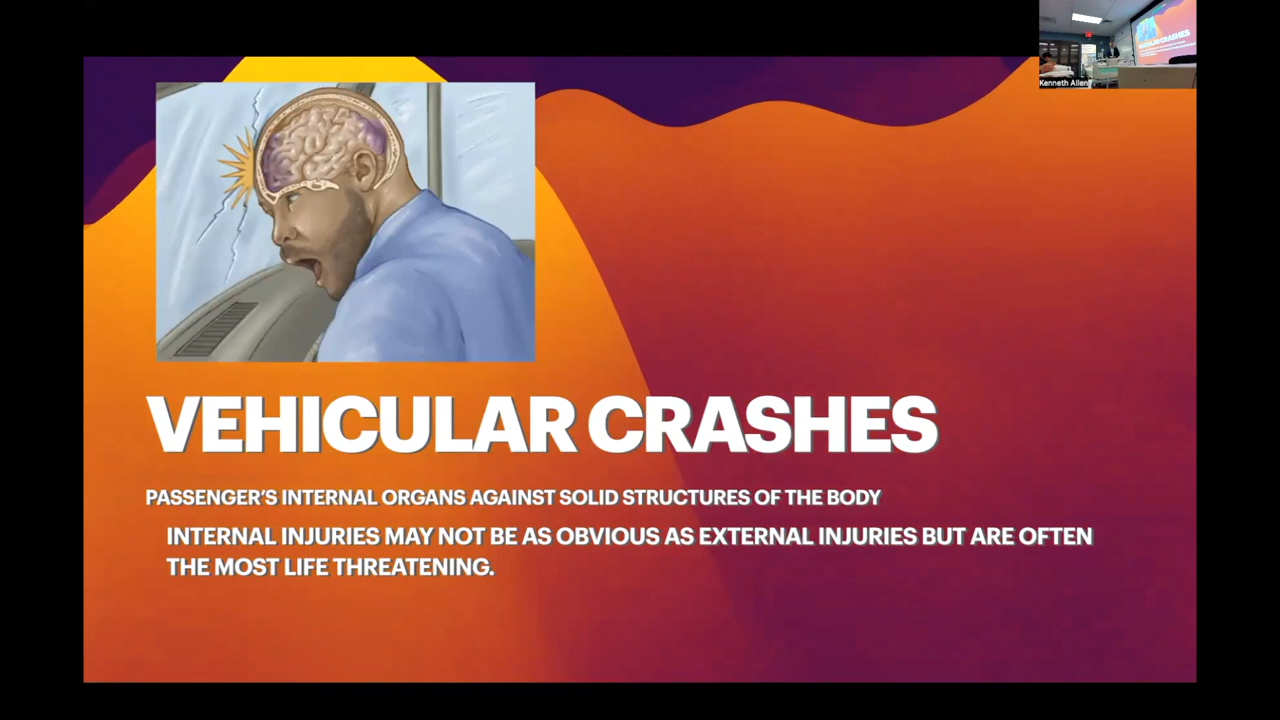 Kenneth Allen
VEHICULAR CRASHES
PASSENGER'S INTERNAL ORGANS AGAINST SOLID STRUCTURES OF THE BODY
INTERNAL INJURIES MAY NOT BE AS OBVIOUS AS EXTERNAL INJURIES BUT ARE OFTEN
THE MOST LIFE THREATENING.